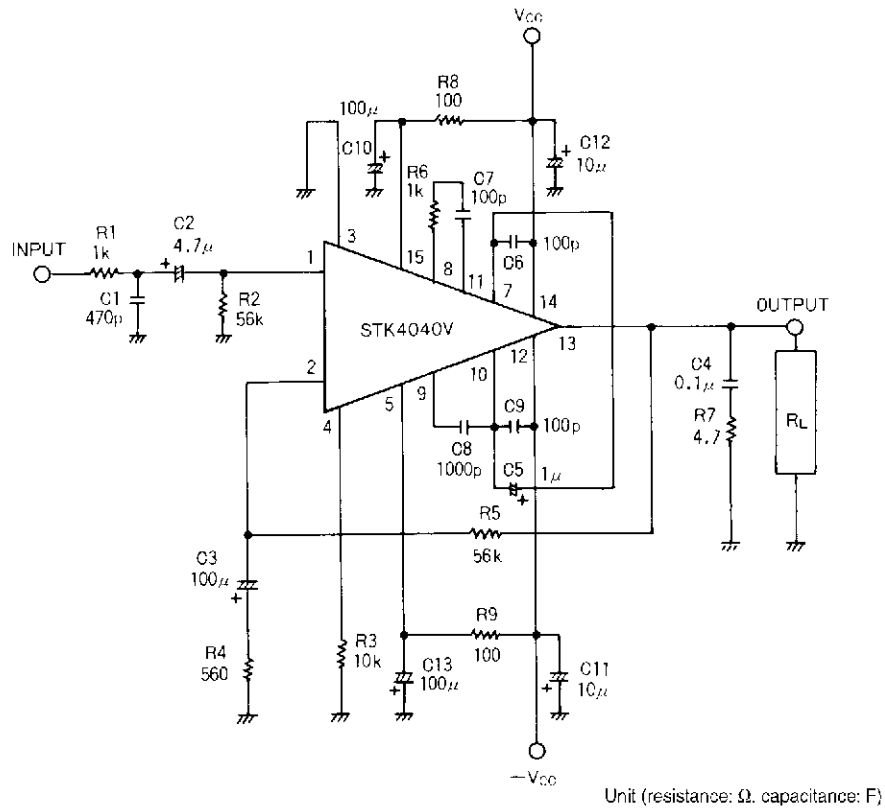 Vcc
R8
100
100μ
C10
+
+
C12
10μ
R6
1k
C7
100p
3
15
8
11
7
C6
100p
14
INPUT
R1
1k
C2
4.7μ
+
1
C1
470p
R2
56k
STK4040V
12
13
OUTPUT
2
4
5
9
10
C9
100p
C8
1000p
C5
+
1μ
C4
0.1μ
R7
4.7
RL
R5
56k
C3
100μ
+
R4
560
R3
10k
R9
100
+
C13
100μ
+
C11
10μ
−Vcc
Unit (resistance: Ω. capacitance: F)